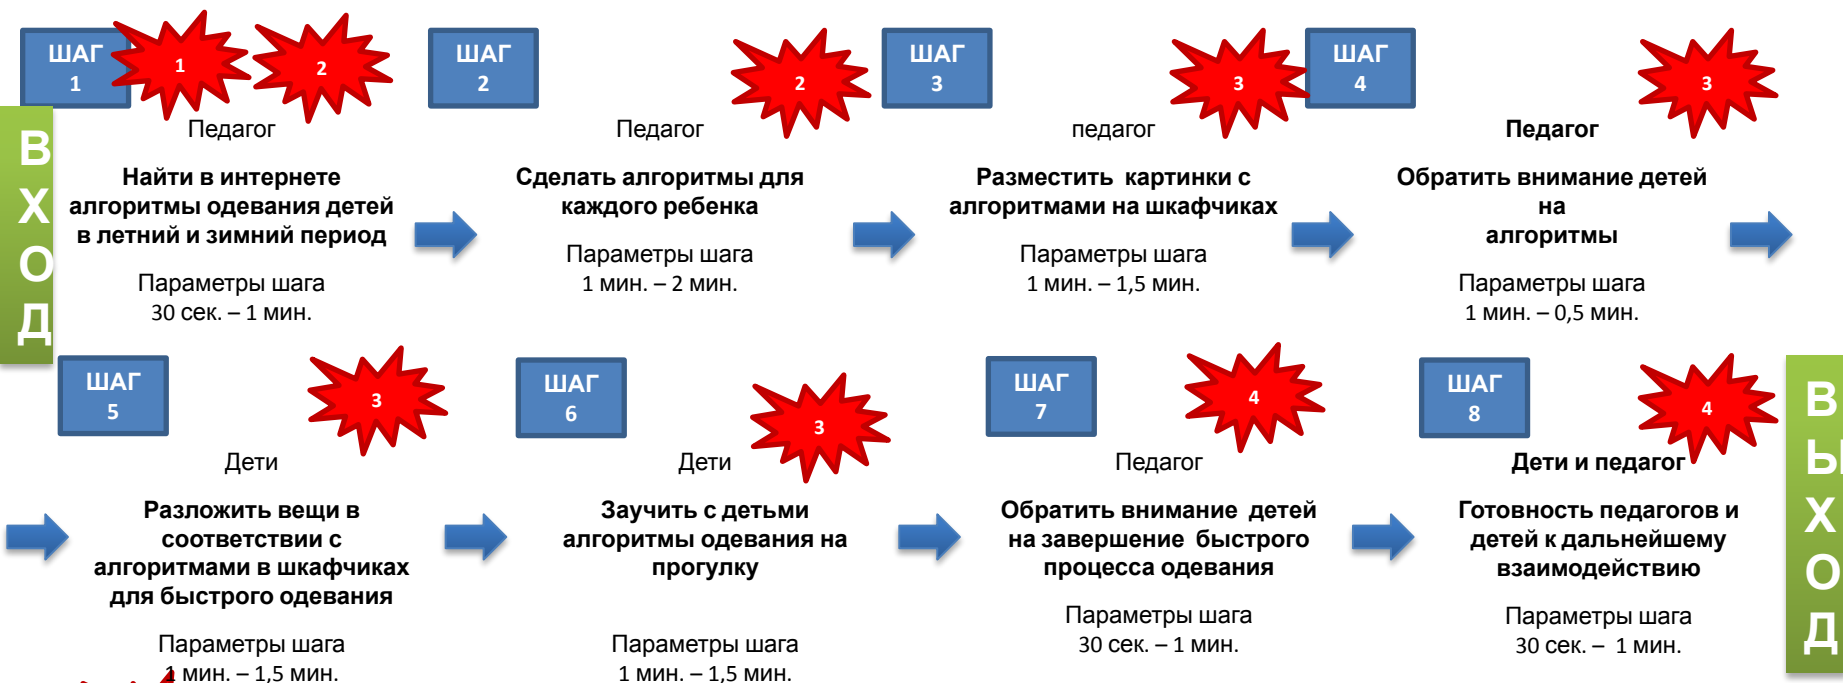 ШАГ
1
1
2
ШАГ
2
2
ШАГ
3
3
ШАГ
4
3
ВХОД
Педагог
Найти в интернете
алгоритмы одевания детей
в летний и зимний период
Параметры шага
30 сек. – 1 мин.
Педагог
Сделать алгоритмы для
каждого ребенка
Параметры шага
1 мин. – 2 мин.
педагог
Разместить картинки с
алгоритмами на шкафчиках
Параметры шага
1 мин. – 1,5 мин.
Педагог
Обратить внимание детей
на
алгоритмы
Параметры шага
1 мин. – 0,5 мин.
ШАГ
5
3
Дети
Разложить вещи в
соответствии с
алгоритмами в шкафчиках
для быстрого одевания
Параметры шага
1 мин. – 1,5 мин.
ШАГ
6
3
Дети
Заучить с детьми
алгоритмы одевания на
прогулку
Параметры шага
1 мин. – 1,5 мин.
ШАГ
7
4
Педагог
Обратить внимание детей
на завершение быстрого
процесса одевания
Параметры шага
30 сек. – 1 мин.
ШАГ
8
4
Дети и педагог
Готовность педагогов и
детей к дальнейшему
взаимодействию
Параметры шага
30 сек. – 1 мин.
ВЫХОД